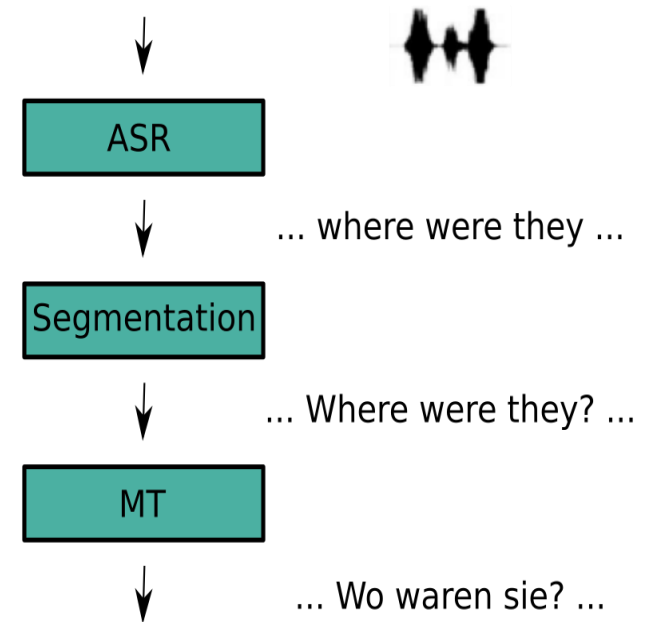 ASR
... where were they ...
Segmentation
... Where were they? ...
MT
... Wo waren sie? ...